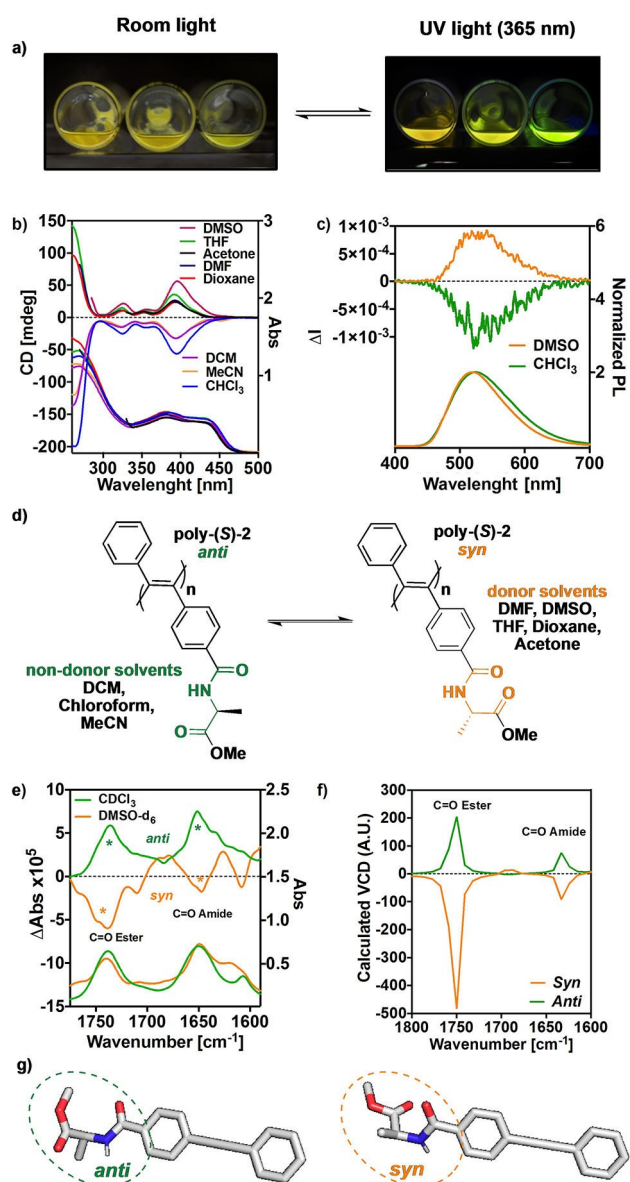 Room light
UV light (365 nm)
a)
b)
150
100
50
0
-50
-100
-150
-200
CD [mdeg]
DMSO
THF
Acetone
DMF
Dioxane
DCM
MeCN
CHCl3
3
2
1
Abs
300 350 400 450 500
Wavelenght [nm]
c)
1×10-3
5×10-4
0
-5×10-4
-1×10-3
ΔI
DMSO
CHCl3
6
4
2
Normalized PL
400 500 600 700
Wavelenght [nm]
d)
poly-(S)-2
anti
n
HN
O
O
OMe
non-donor solvents
DCM,
Chloroform,
MeCN
poly-(S)-2
syn
n
donor solvents
DMF, DMSO,
THF, Dioxane,
Acetone
O
HN
O
OMe
e)
10
5
0
-5
-10
-15
ΔAbs x105
CDCl3
DMSO-d6
anti
*
*
syn
*
*
C=O Ester
C=O Amide
2.5
2.0
1.5
1.0
0.5
0.0
Abs
1750 1700 1650 1600
Wavenumber [cm-1]
f)
300
200
100
0
-100
-200
-300
-400
-500
Calculated VCD (A.U.)
C=O Ester
C=O Amide
Syn
Anti
1800 1750 1700 1650 1600
Wavenumber [cm-1]
g)
anti
syn